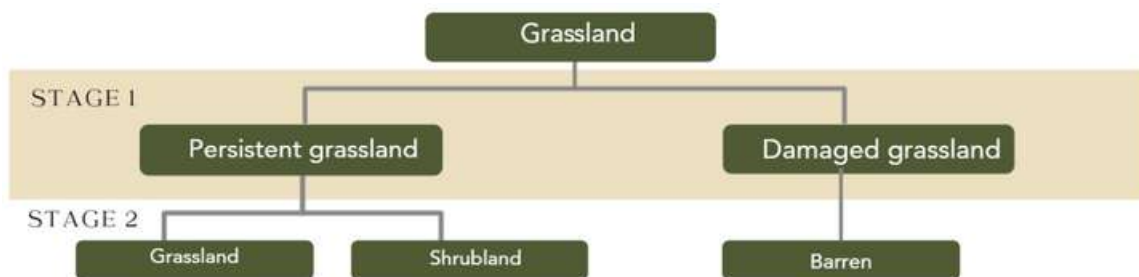 Grassland
STAGE 1
Persistent grassland
Damaged grassland
STAGE 2
Grassland
Shrubland
Barren